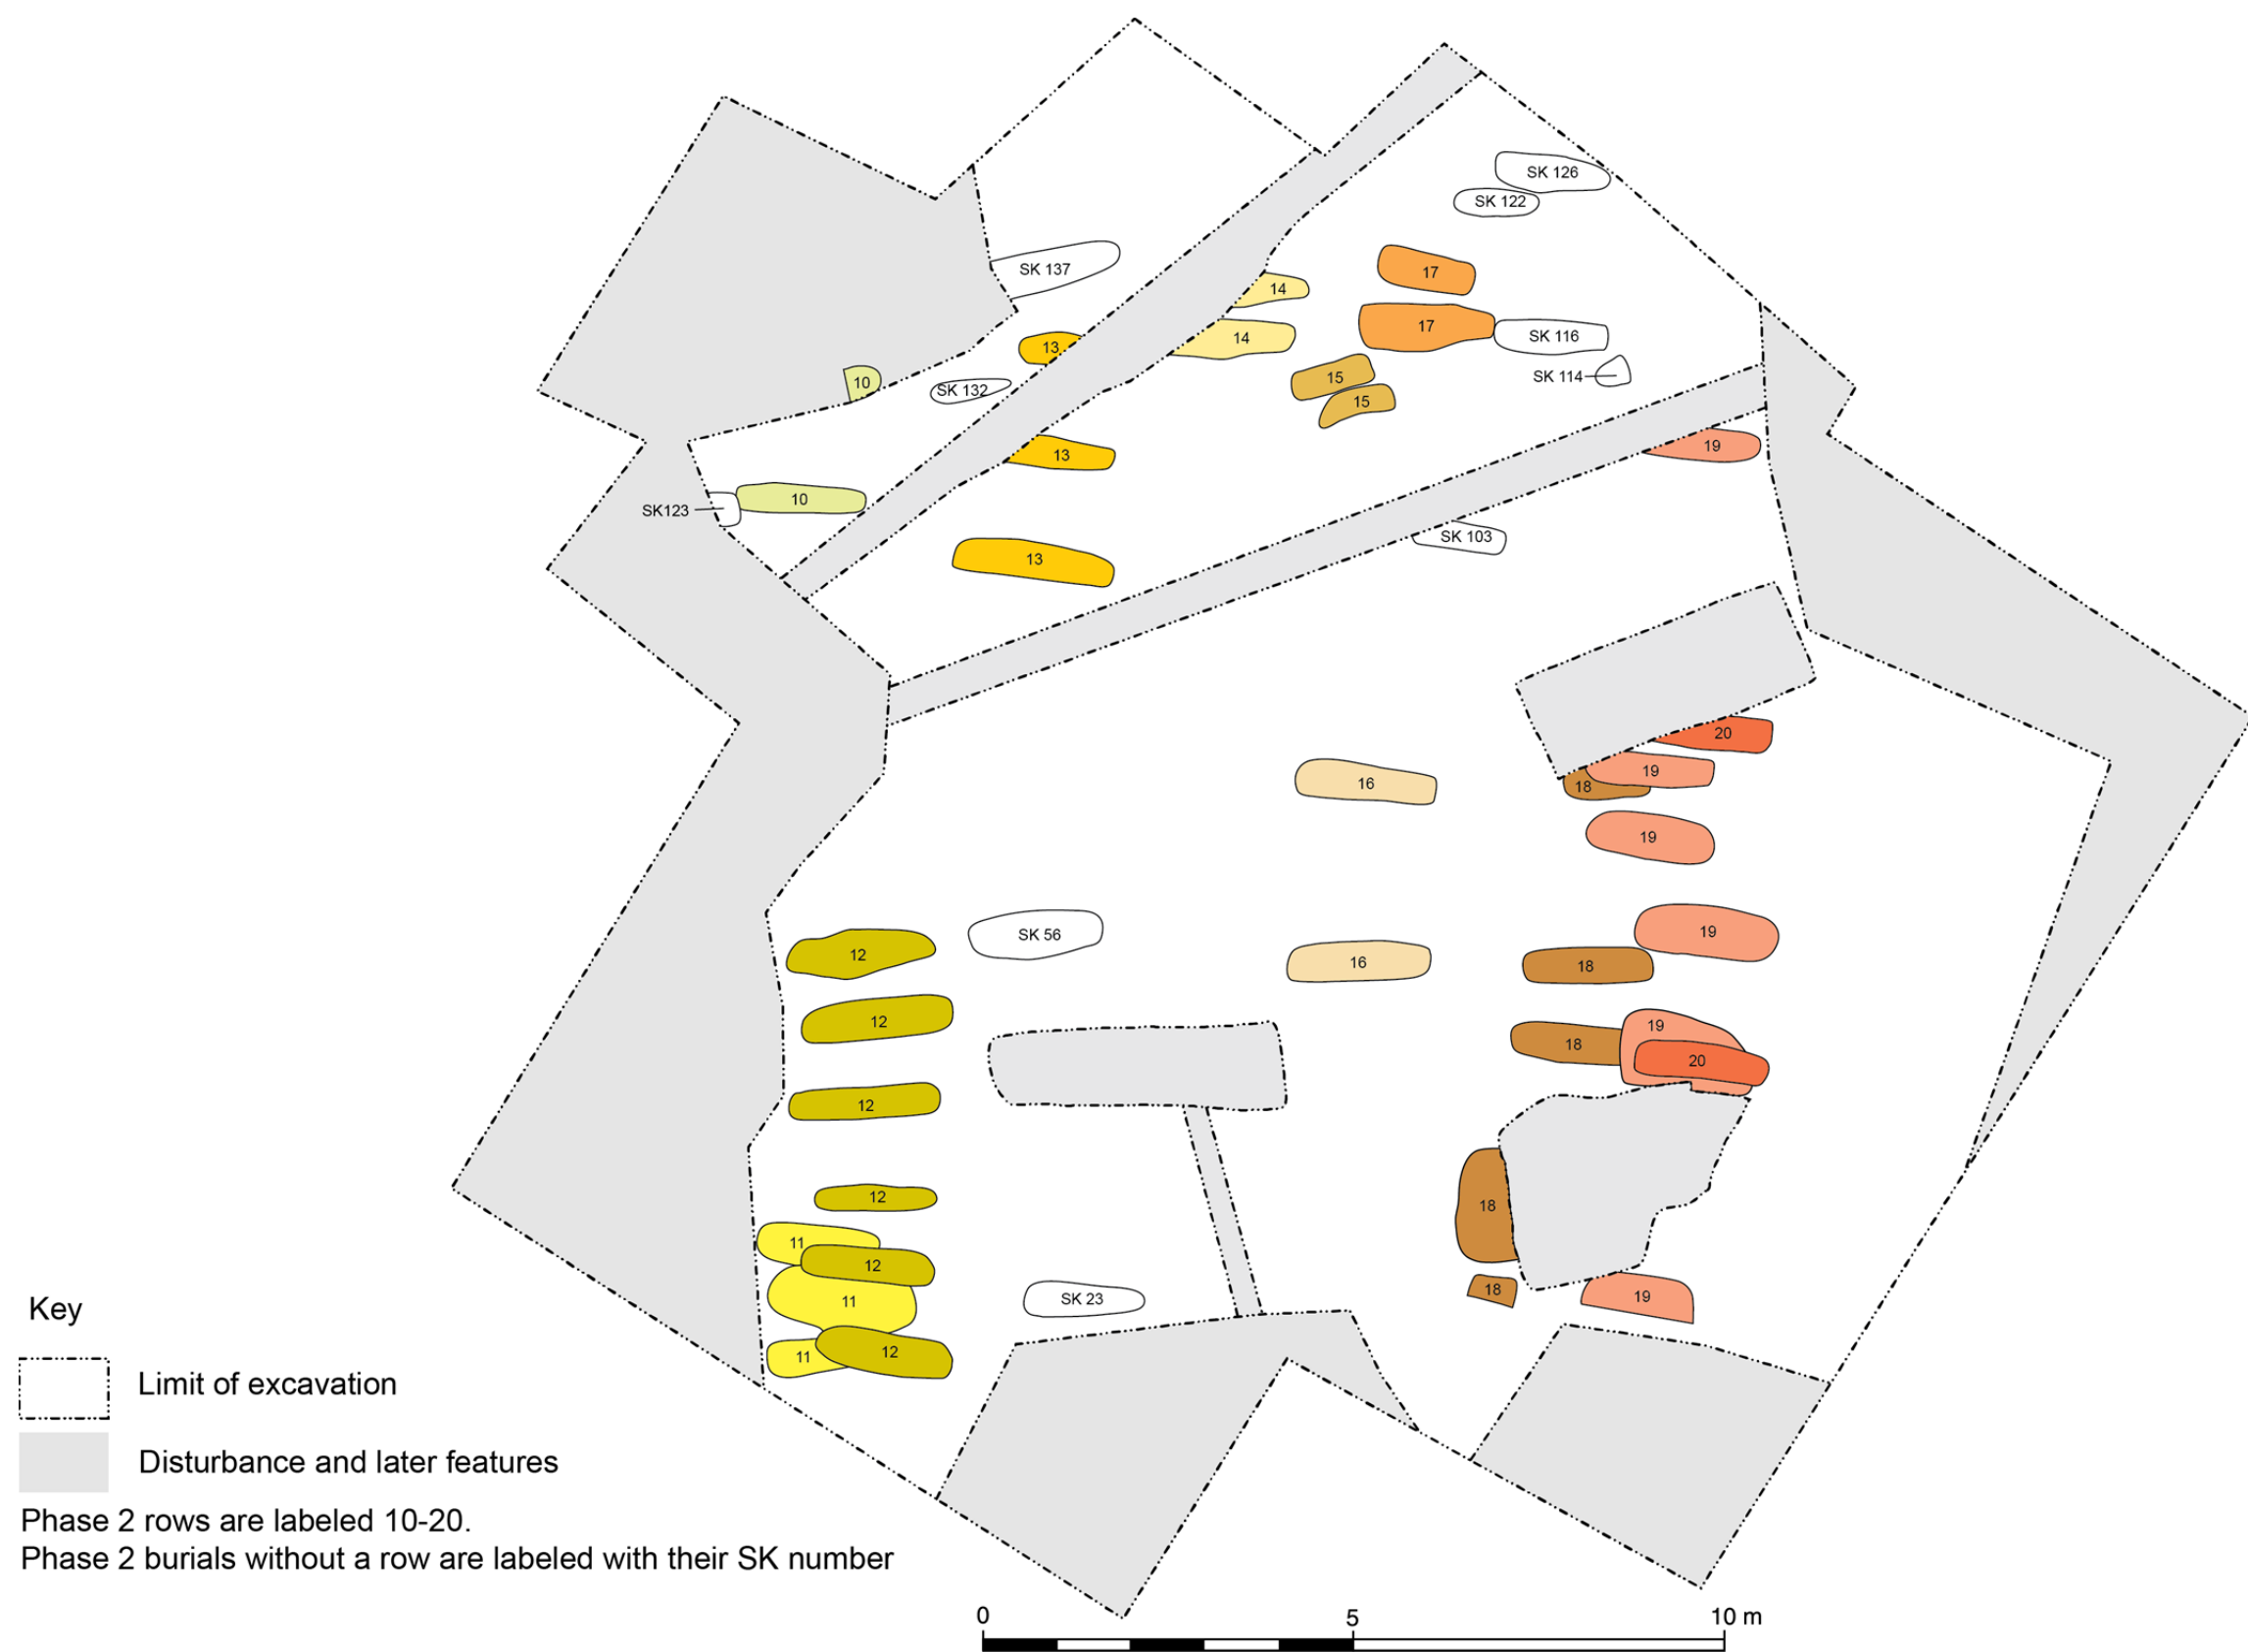 SK 126
SK 122
SK 137
17
14
17
SK 116
14
13
SK 114
15
10
SK 132
15
19
13
10
SK123
SK 103
13
20
19
16
18
19
19
SK 56
12
16
18
12
19
18
20
12
12
18
11
12
18
19
SK 23
11
12
11
Key
Limit of excavation
Disturbance and later features
Phase 2 rows are labeled 10-20.
Phase 2 burials without a row are labeled with their SK number
0 5 10 m